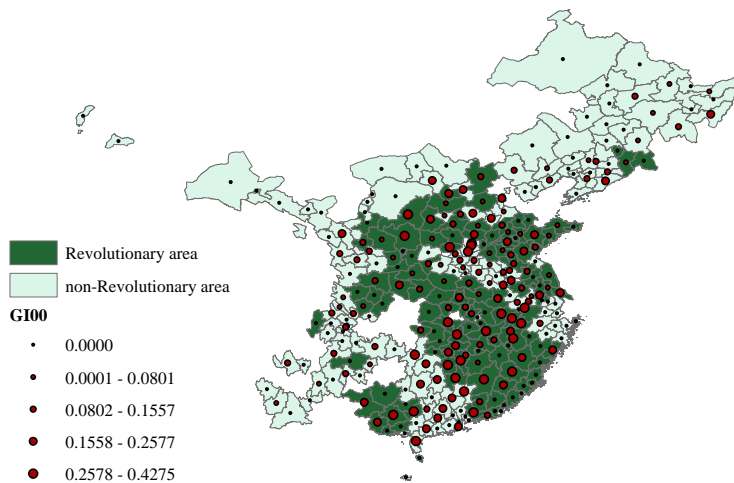 Revolutionary area
non-Revolutionary area
GI00
0.0000
0.0001 - 0.0801
0.0802 - 0.1557
0.1558 - 0.2577
0.2578 - 0.4275